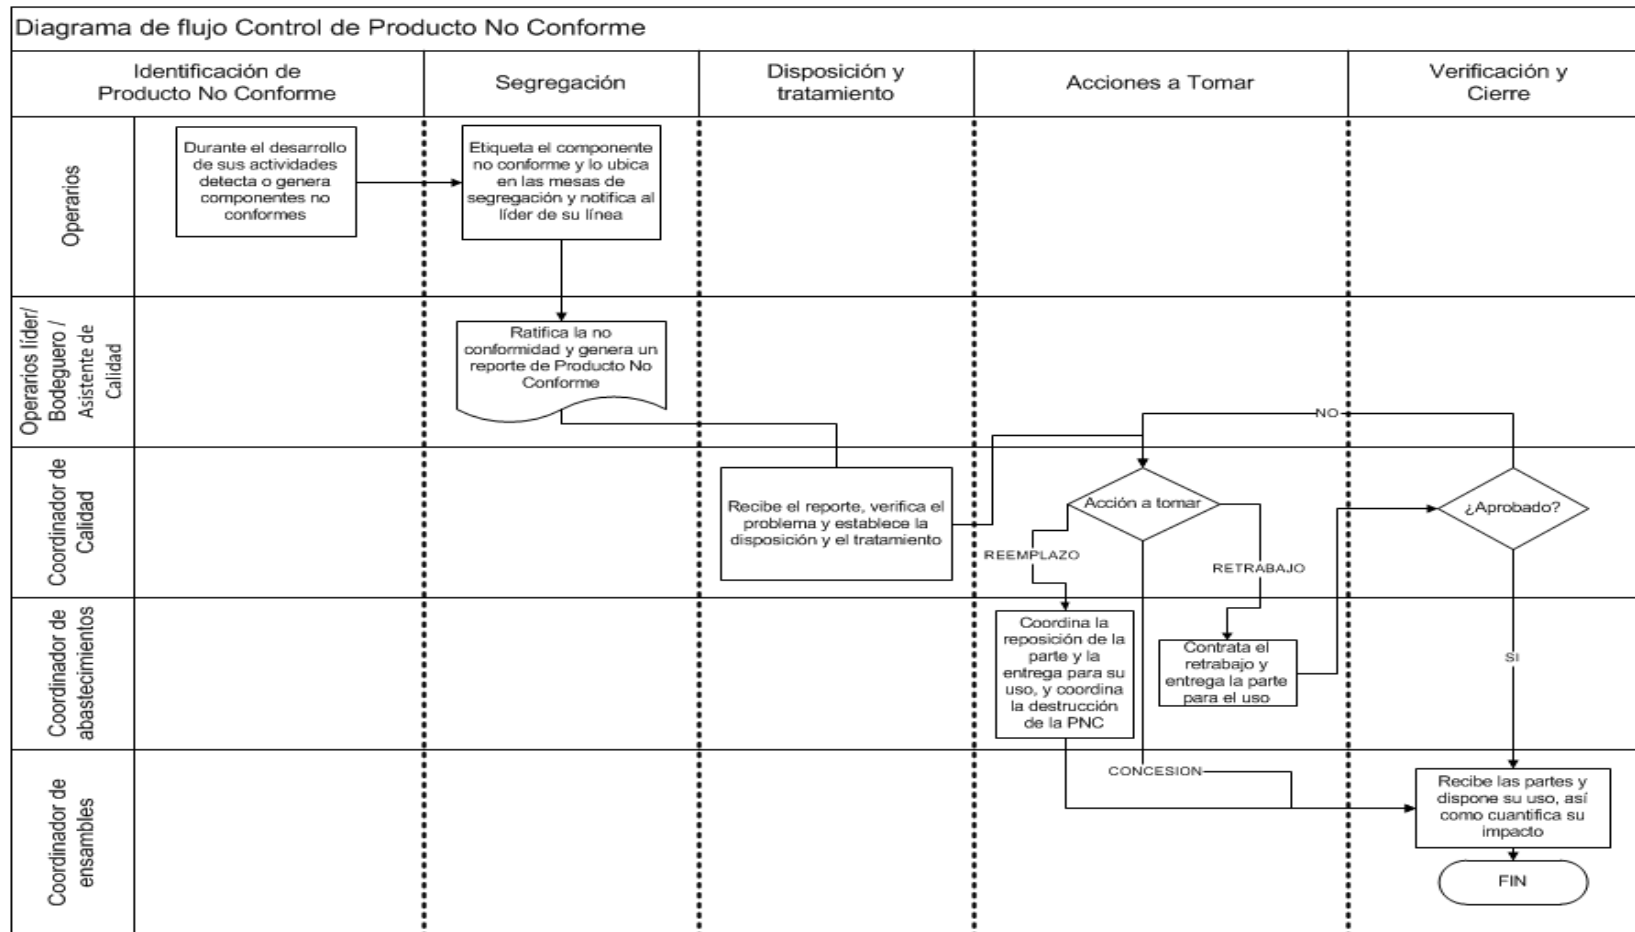 Diagrama de flujo Control de Producto No Conforme
Identificación de
Producto No Conforme
Segregación
Disposición y
tratamiento
Acciones a Tomar
Verificación y
Cierre
Operarios
Durante el desarrollo
de sus actividades
detecta o genera
componentes no
conformes
Etiqueta el componente
no conforme y lo ubica
en las mesas de
segregación y notifica al
líder de su línea
Operarios líder/
Bodeguero /
Asistente de
Calidad
Ratifica la no
conformidad y genera un
reporte de Producto No
Conforme
NO
Coordinador de
Calidad
Recibe el reporte, verifica el
problema y establece la
disposición y el tratamiento
Acción a tomar
¿Aprobado?
REEMPLAZO
RETRABAJO
Coordinador de
abastecimientos
Coordina la
reposición de la
parte y la
entrega para su
uso, y coordina
la destrucción
de la PNC
Contrata el
retrabajo y
entrega la parte
para el uso
SI
Coordinador de
ensambles
CONCESION
Recibe las partes y
dispone su uso, así
como cuantifica su
impacto
FIN